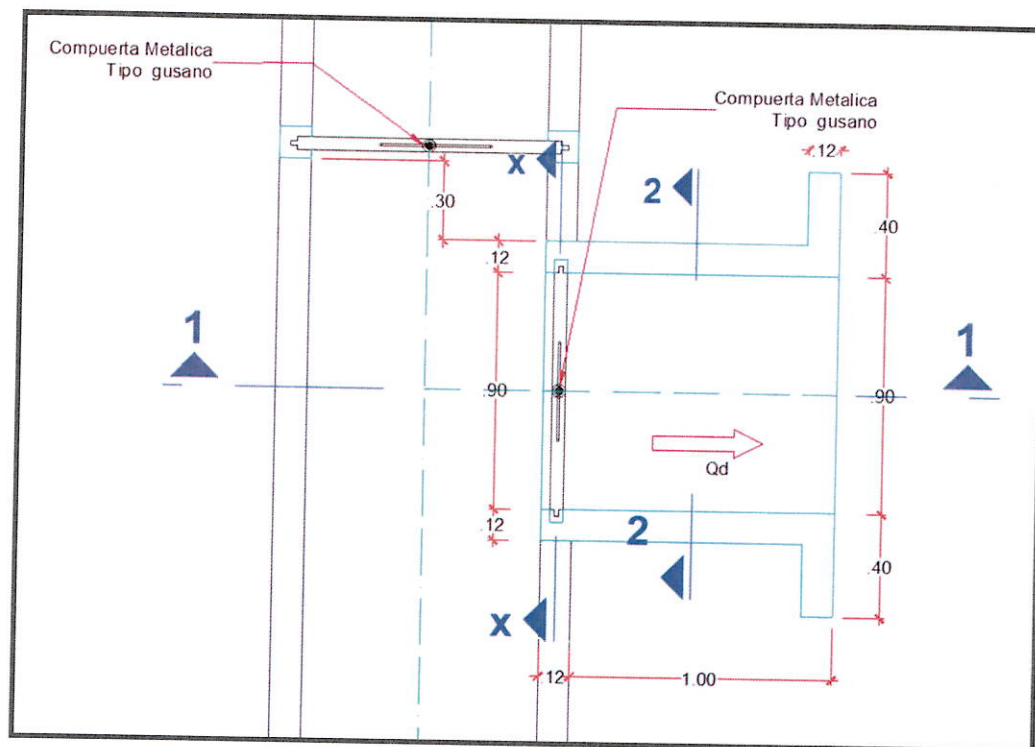 Compuerta Metalica
Tipo gusano
Compuerta Metalica
Tipo gusano
.12
x
2
.30
.40
.12
1
1
.90
.90
Qd
.12
2
.40
x
.12
1.00